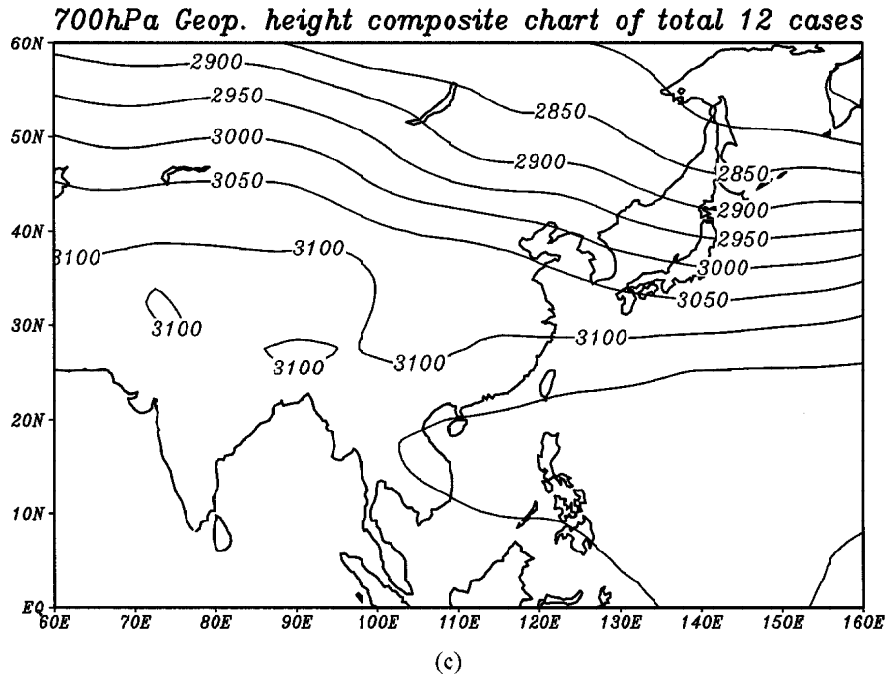 700hPa Geop. height composite chart of total 12 cases
60N
2900
2950
2850
50N
3000
2900
3050
2850
2900
40N
2950
3100
3100
3000
3050
30N
3100
3100
3100
3100
20N
10N
EQ
60E 70E 80E 90E 100E 110E 120E 130E 140E 150E 160E
(c)